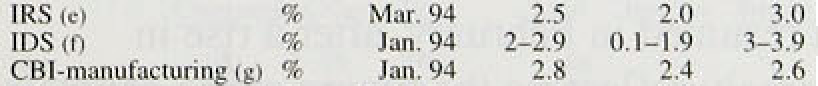 IRS (e) % Mar. 94 2.5 2.0 3.0
IDS (f) % Jan. 94 2–2.9 0.1–1.9 3–3.9
CBI-manufacturing (g) % Jan. 94 2.8 2.4 2.6